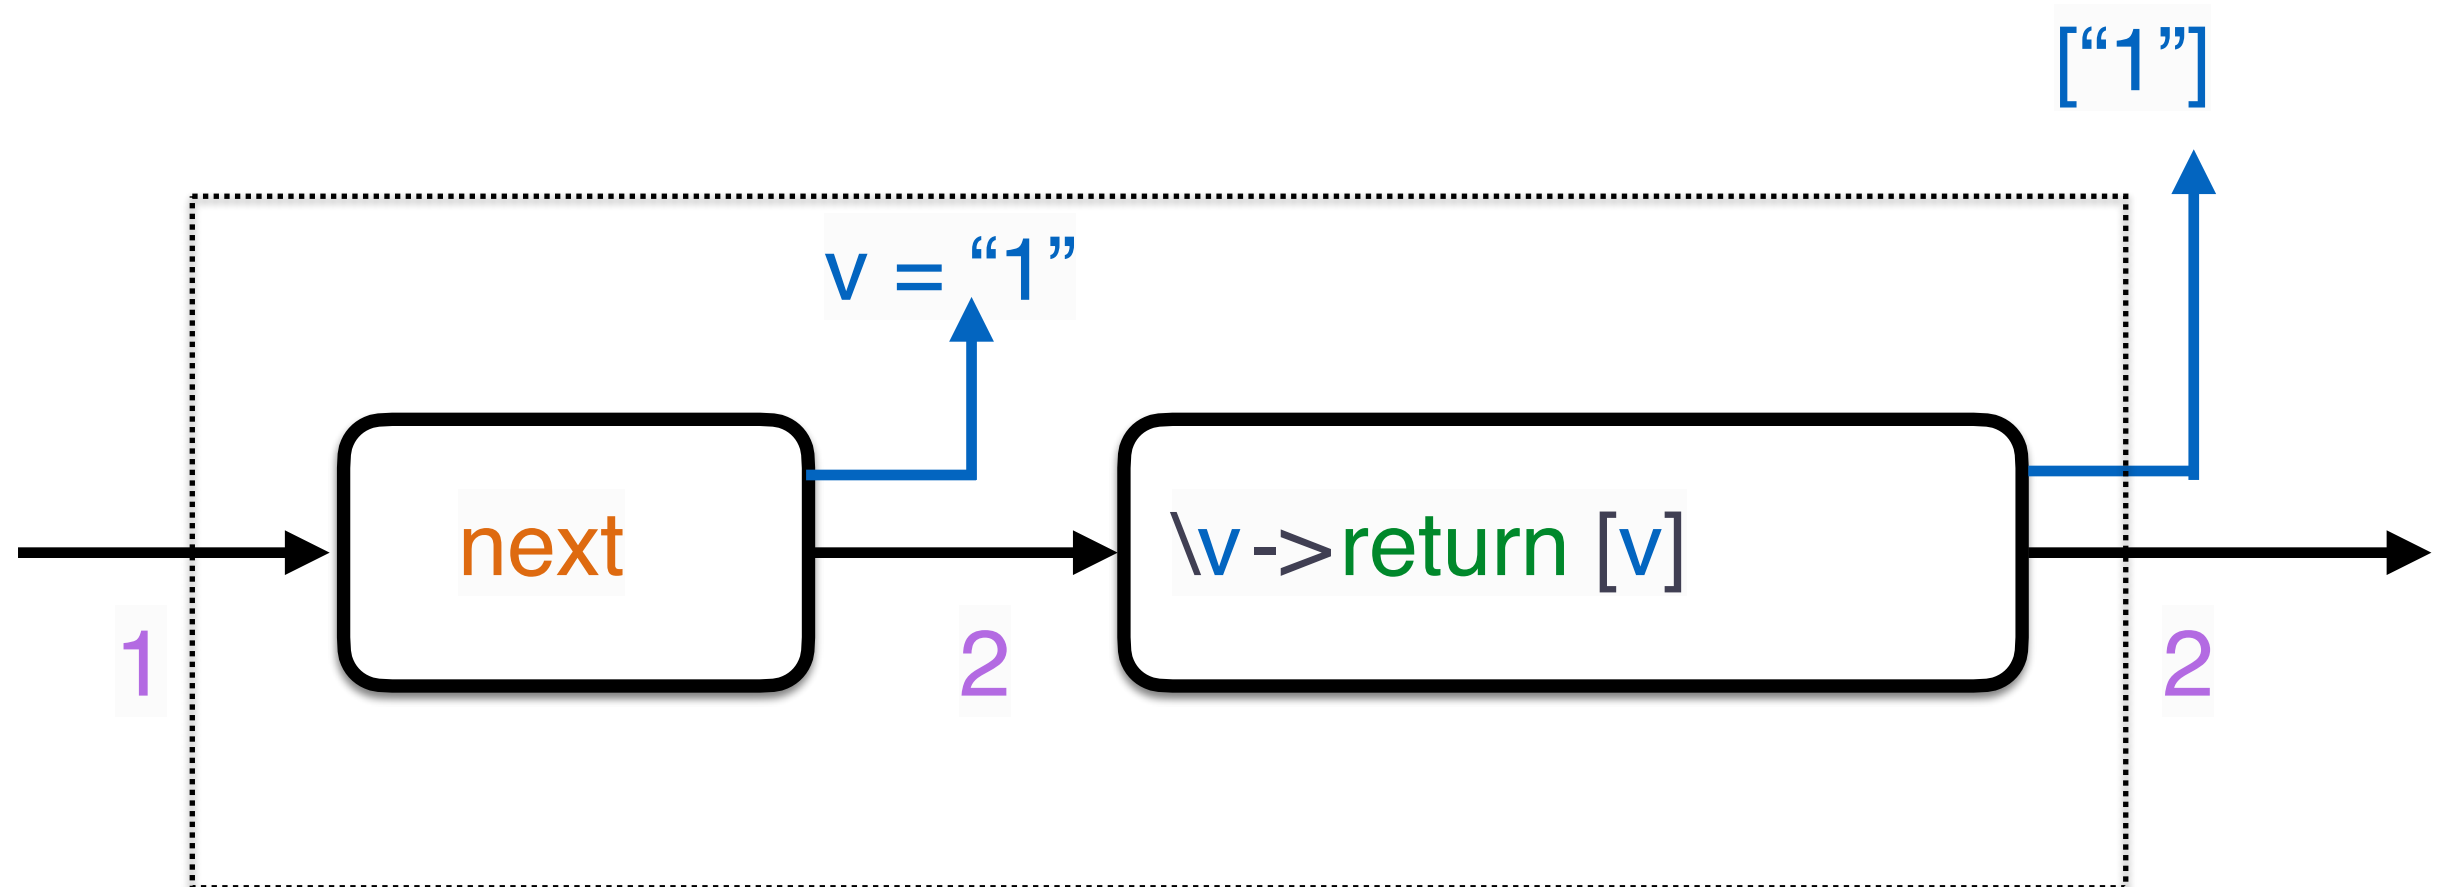 [“1”]
v = “1”
next
\v ->return [v]
1
2
2